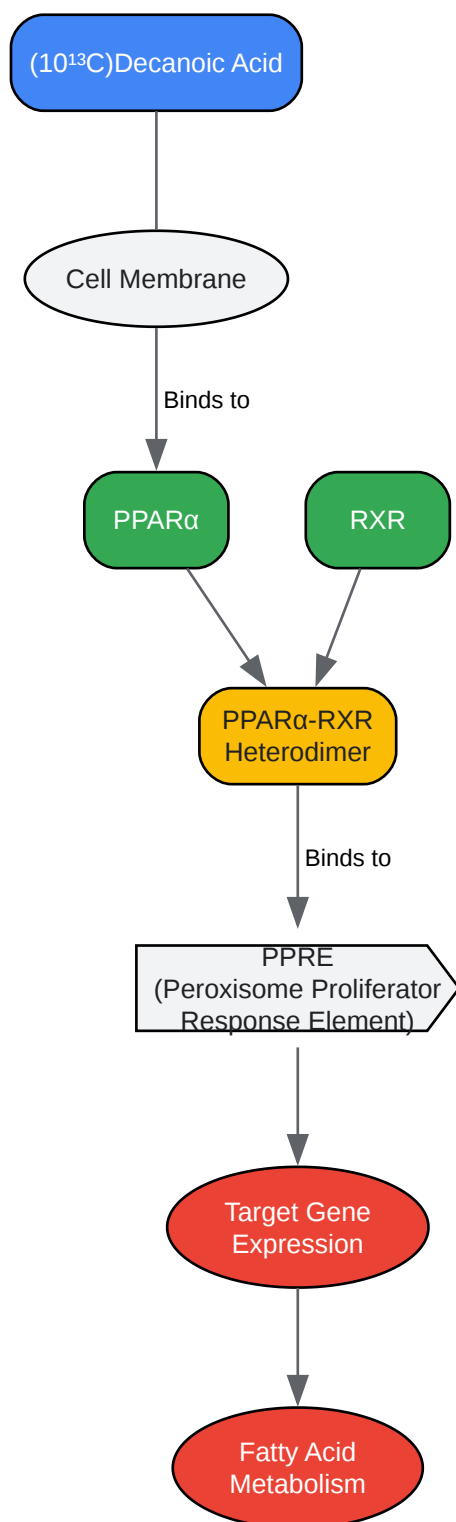 (10¹³C)Decanoic Acid
Cell Membrane
Binds to
PPARα
RXR
PPARα-RXR
Heterodimer
Binds to
PPRE
(Peroxisome Proliferator
Response Element)
Target Gene
Expression
Fatty Acid
Metabolism